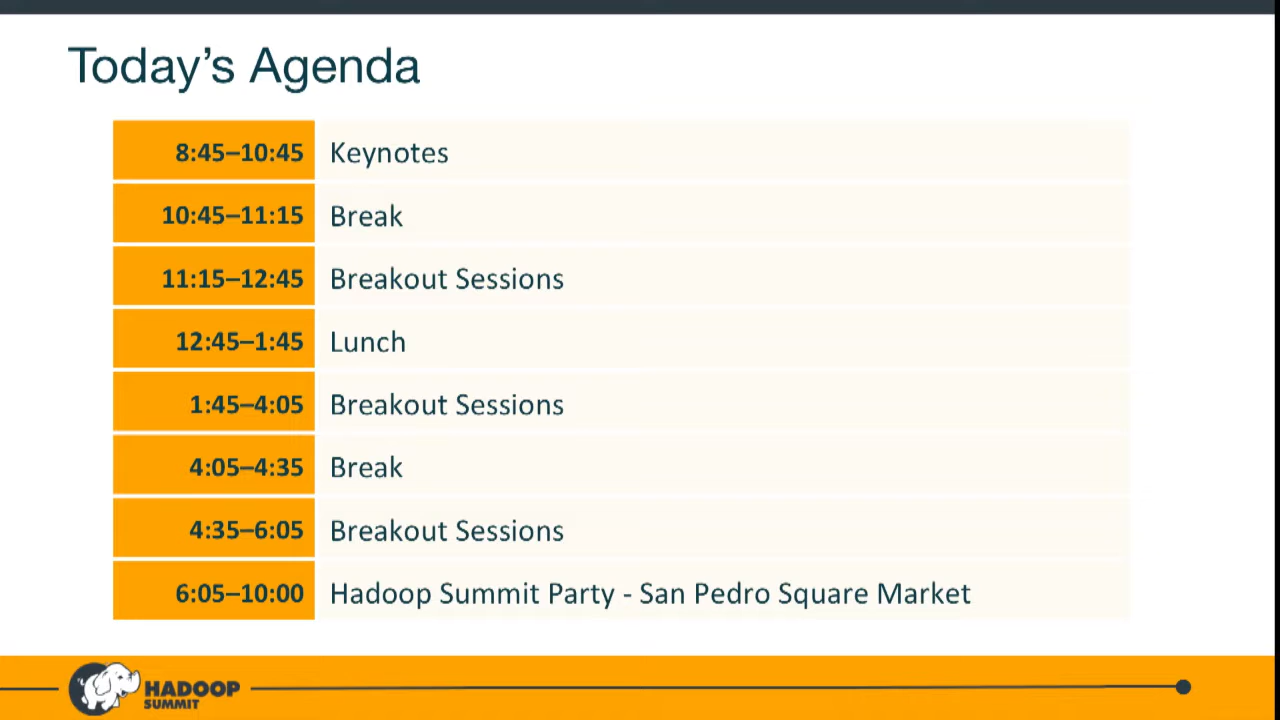 Today's Agenda
8:45–10:45 Keynotes
10:45–11:15 Break
11:15–12:45 Breakout Sessions
12:45–1:45 Lunch
1:45–4:05 Breakout Sessions
4:05–4:35 Break
4:35–6:05 Breakout Sessions
6:05–10:00 Hadoop Summit Party - San Pedro Square Market
HADOOP
SUMMIT